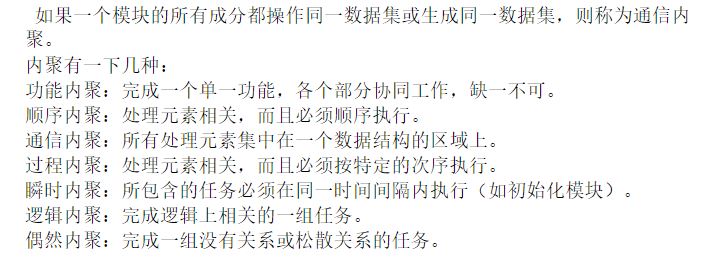 如果一个模块的所有成分都操作同一数据集或生成同一数据集，则称为通信内
聚。
内聚有一下几种：
功能内聚：完成一个单一功能，各个部分协同工作，缺一不可。
顺序内聚：处理元素相关，而且必须顺序执行。
通信内聚：所有处理元素集中在一个数据结构的区域上。
过程内聚：处理元素相关，而且必须按特定的次序执行。
瞬时内聚：所包含的任务必须在同一时间间隔内执行（如初始化模块）。
逻辑内聚：完成逻辑上相关的一组任务。
偶然内聚：完成一组没有关系或松散关系的任务。